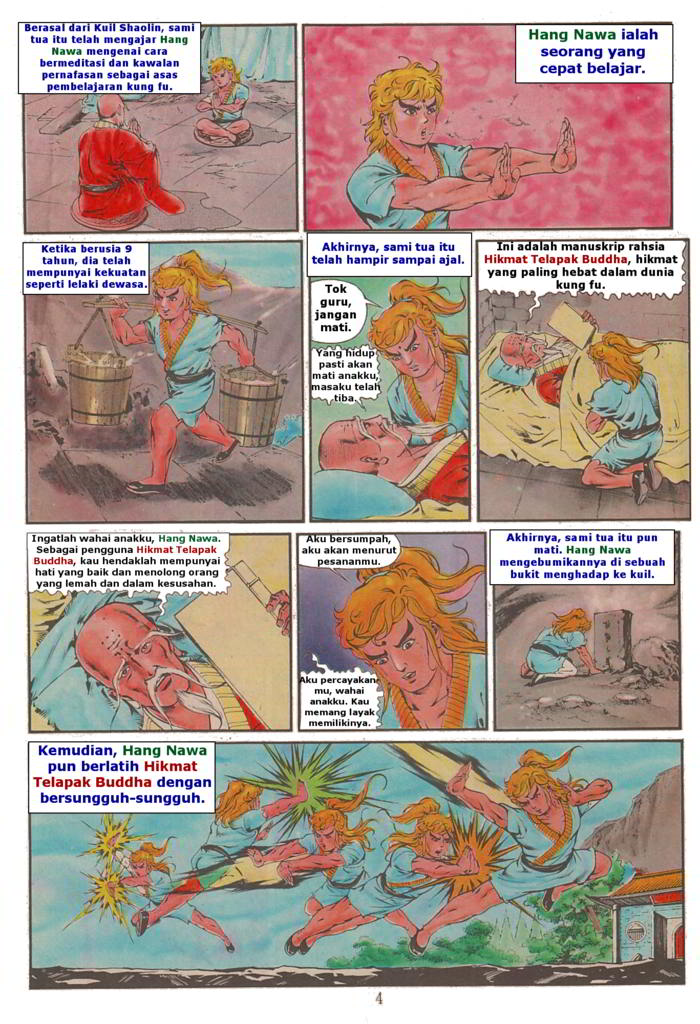 Berasal dari Kuil Shaolin, sami
tua itu telah mengajar Hang
Nawa mengenai cara
bermeditasi dan kawalan
pernafasan sebagai asas
pembelajaran kung fu.
Hang Nawa ialah
seorang yang
cepat belajar.
Ketika berusia 9
tahun, dia telah
mempunyai kekuatan
seperti lelaki dewasa.
Akhirnya, sami tua itu
telah hampir sampai ajal.
Tok
guru,
jangan
mati.
Yang hidup
pasti akan
mati anakku,
masaku telah
tiba.
Ini adalah manuskrip rahsia
Hikmat Telapak Buddha, hikmat
yang paling hebat dalam dunia
kung fu.
Ingatlah wahai anakku, Hang Nawa.
Sebagai pengguna Hikmat Telapak
Buddha, kau hendaklah mempunyai
hati yang baik dan menolong orang
yang lemah dan dalam kesusahan.
Aku bersumpah,
aku akan menurut
pesananmu.
Aku percayakan
mu, wahai
anakku. Kau
memang layak
memilikinya.
Akhirnya, sami tua itu pun
mati. Hang Nawa
mengebumikannya di sebuah
bukit menghadap ke kuil.
Kemudian, Hang Nawa
pun berlatih Hikmat
Telapak Buddha dengan
bersungguh-sungguh.
4